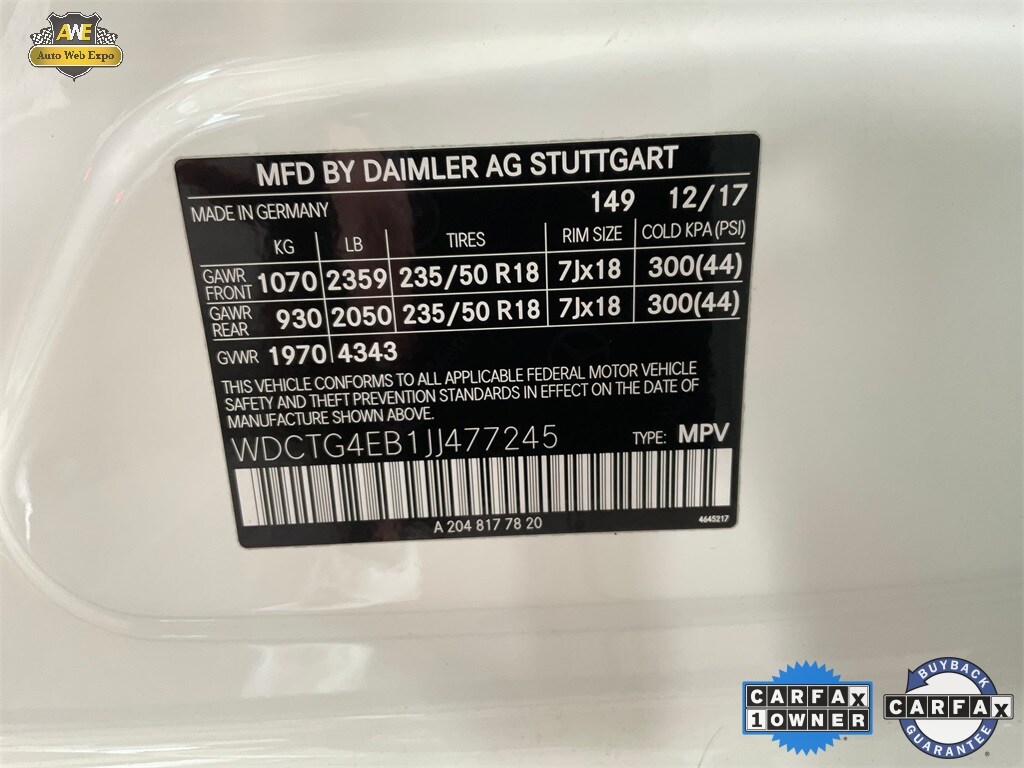 AWE
Auto Web Expo
MFD BY DAIMLER AG STUTTGART
MADE IN GERMANY 149 12/17
KG LB TIRES RIM SIZE COLD KPA (PSI)
GAWR FRONT 1070 2359 235/50 R18 7Jx18 300(44)
GAWR REAR 930 2050 235/50 R18 7Jx18 300(44)
GVWR 1970 4343
THIS VEHICLE CONFORMS TO ALL APPLICABLE FEDERAL MOTOR VEHICLE
SAFETY AND THEFT PREVENTION STANDARDS IN EFFECT ON THE DATE OF
MANUFACTURE SHOWN ABOVE.
WDCTG4EB1JJ477245 TYPE: MPV
A 204 817 78 20 4645217
CARFAX
1 OWNER
BUYBACK
CARFAX
GUARANTEE